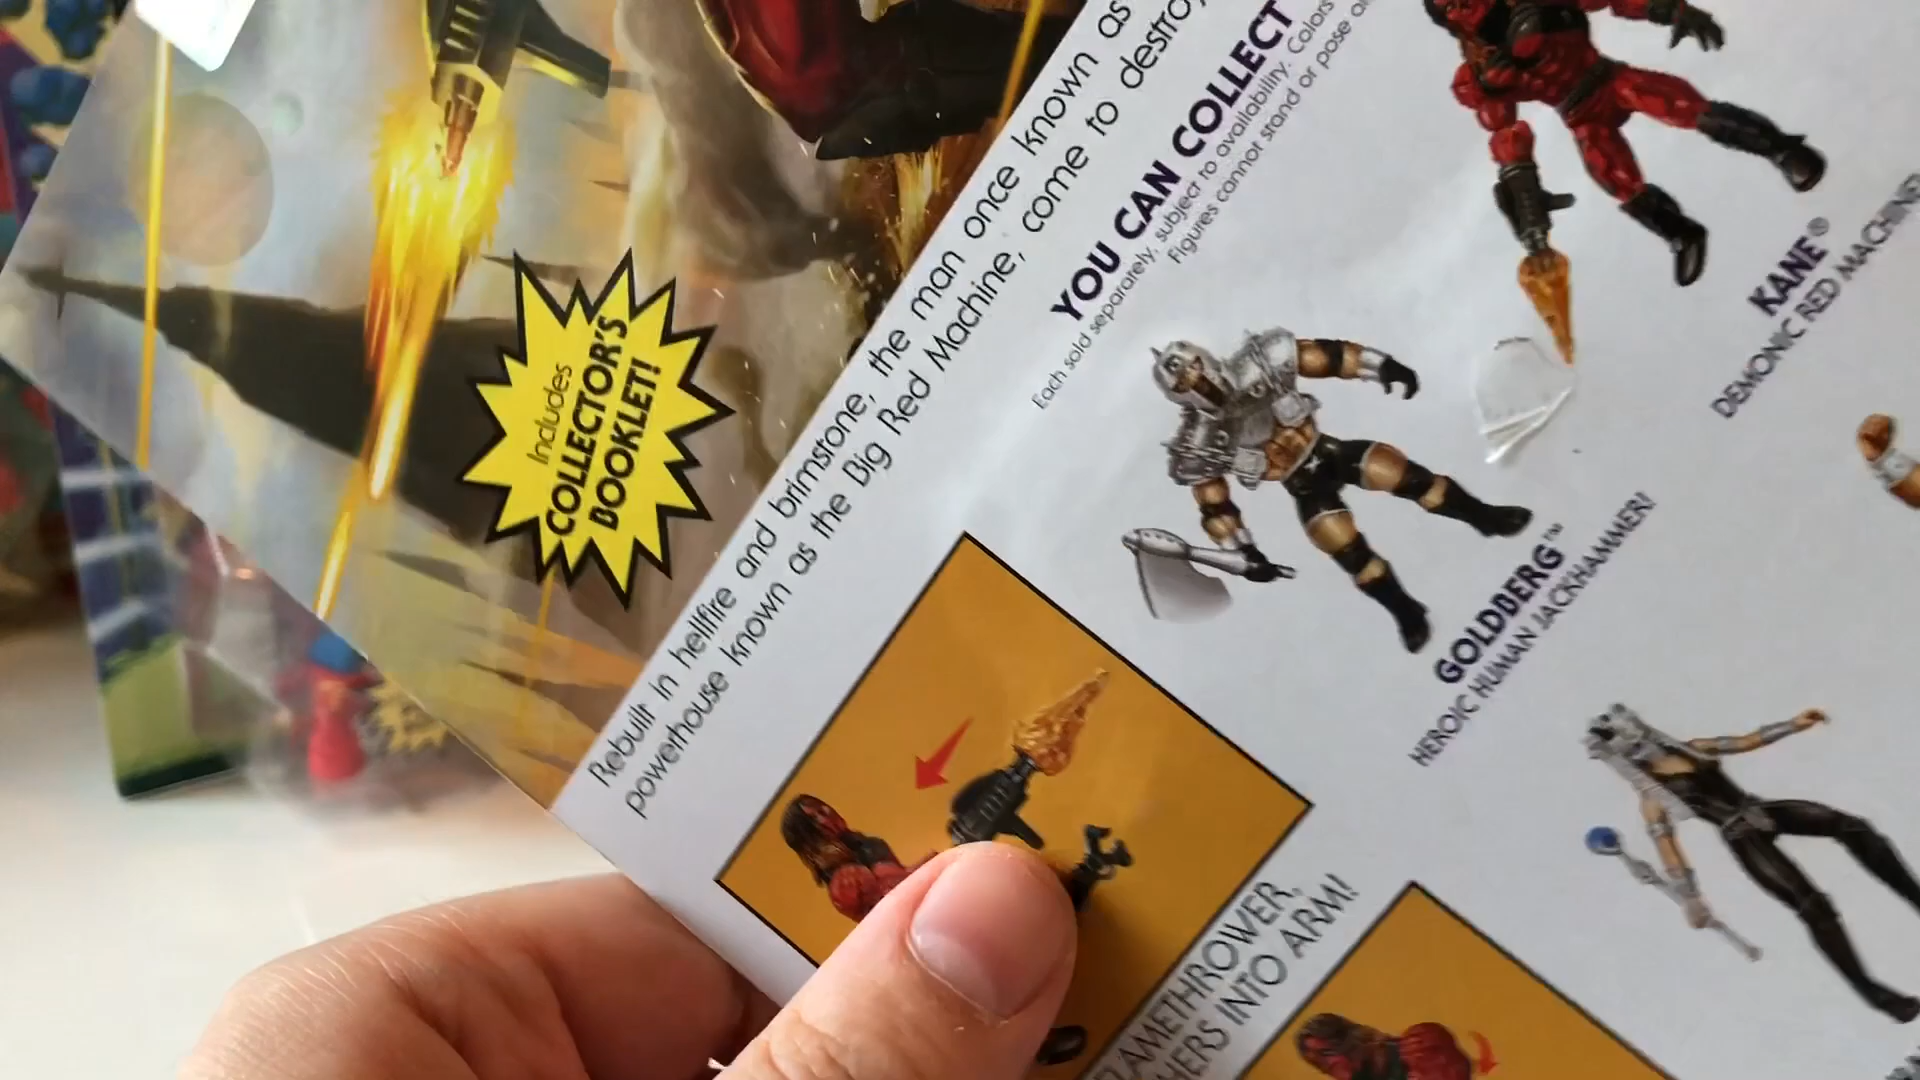 Includes
COLLECTOR'S
BOOKLET!
Rebuilt in hellfire and brimstone, the man once known as
powerhouse known as the Big Red Machine, come to destroy
YOU CAN COLLECT
Each sold separately, subject to availability. Colors
Figures cannot stand or pose
KANE®
DEMONIC RED MACHINE!
GOLDBERG™
HEROIC HUMAN JACKHAMMER!
INTO ARM!